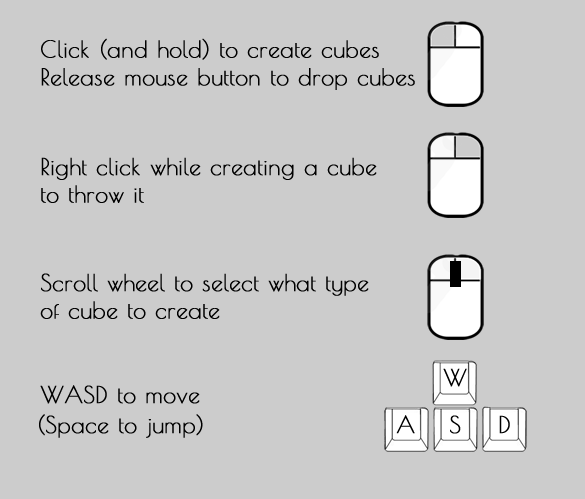 Click (and hold) to create cubes
Release mouse button to drop cubes
Right click while creating a cube
to throw it
Scroll wheel to select what type
of cube to create
WASD to move
(Space to jump)
W
A S D